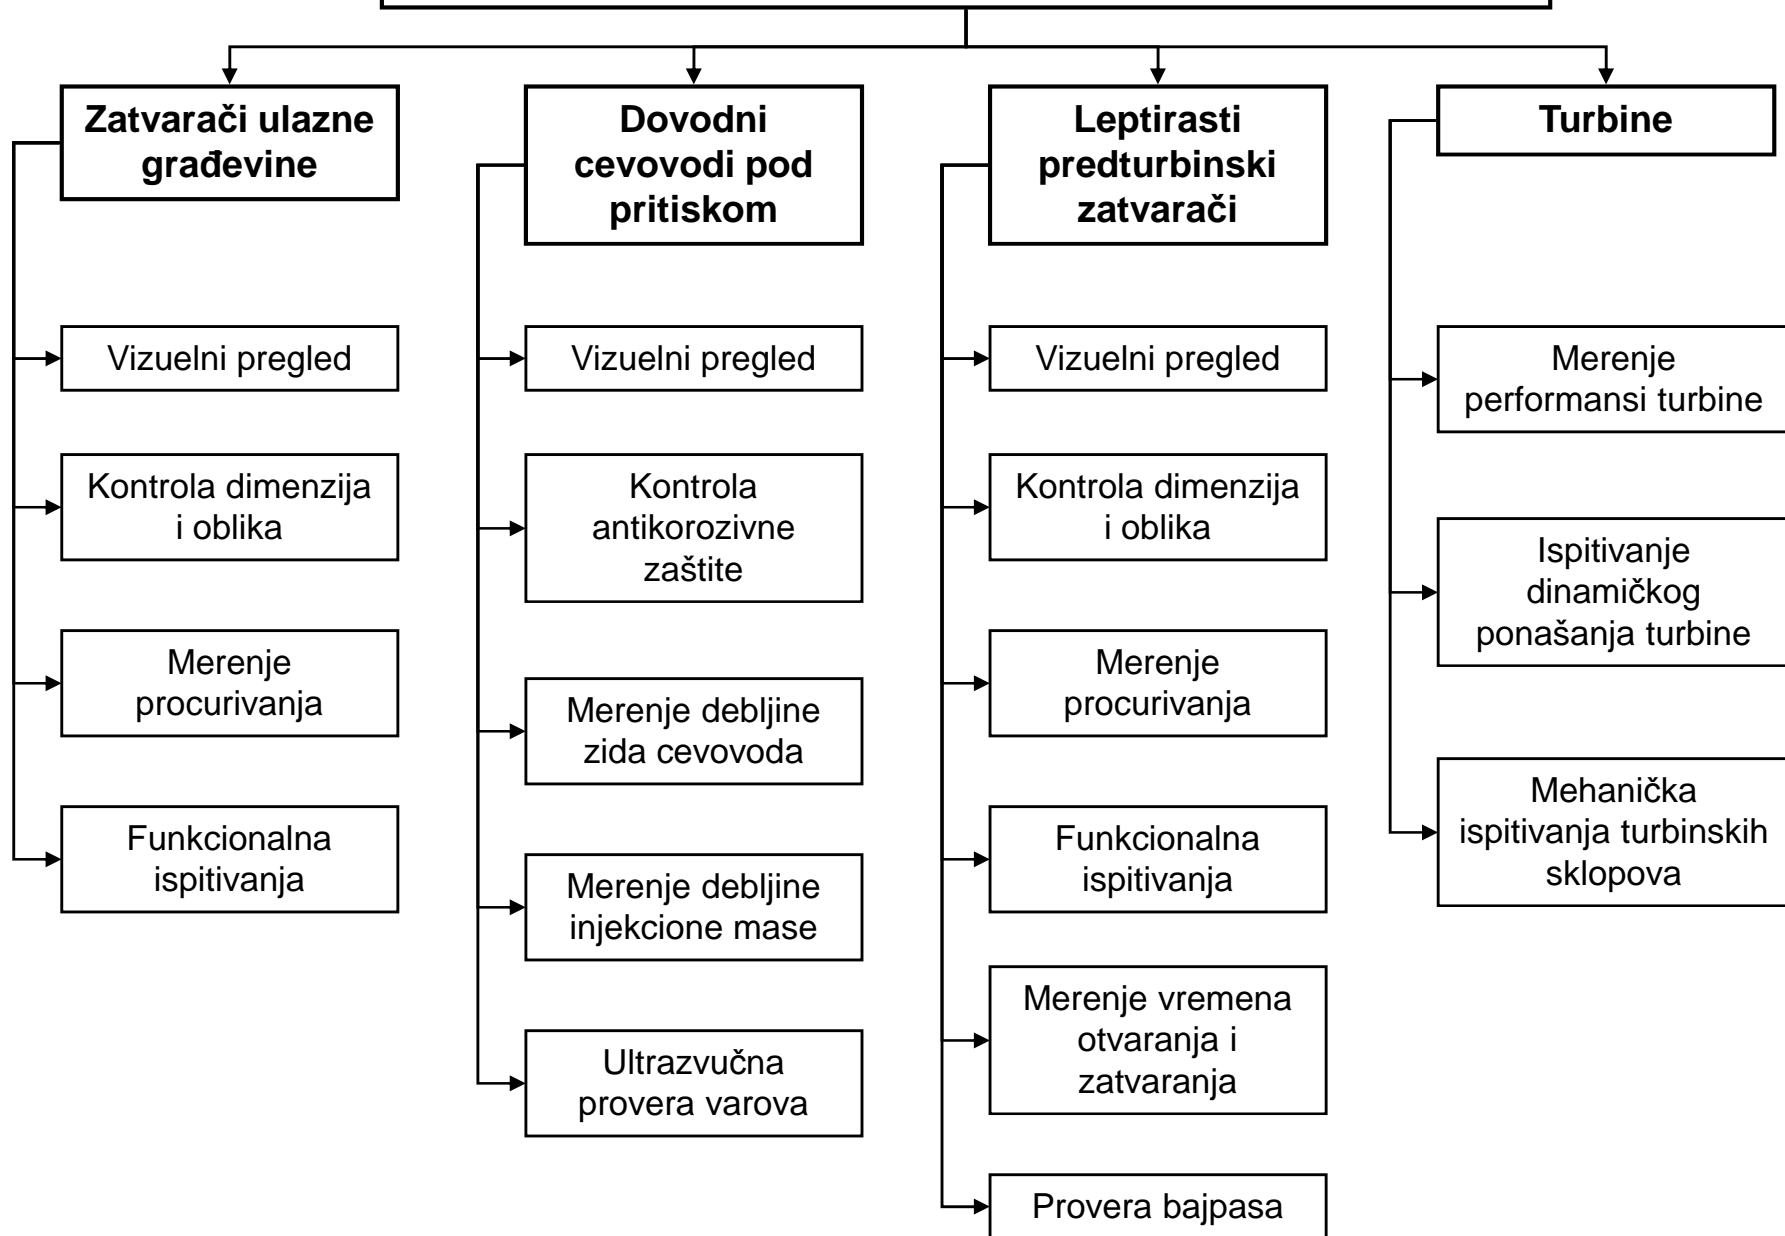 Zatvarači ulazne
građevine
Dovodni
cevovodi pod
pritiskom
Leptirasti
predturbinski
zatvarači
Turbine
Vizuelni pregled
Kontrola dimenzija
i oblika
Merenje
procurivanja
Funkcionalna
ispitivanja
Vizuelni pregled
Kontrola
antikorozivne
zaštite
Merenje debljine
zida cevovoda
Merenje debljine
injekcione mase
Ultrazvučna
provera varova
Vizuelni pregled
Kontrola dimenzija
i oblika
Merenje
procurivanja
Funkcionalna
ispitivanja
Merenje vremena
otvaranja i
zatvaranja
Provera bajpasa
Merenje
performansi turbine
Ispitivanje
dinamičkog
ponašanja turbine
Mehanička
ispitivanja turbinskih
sklopova